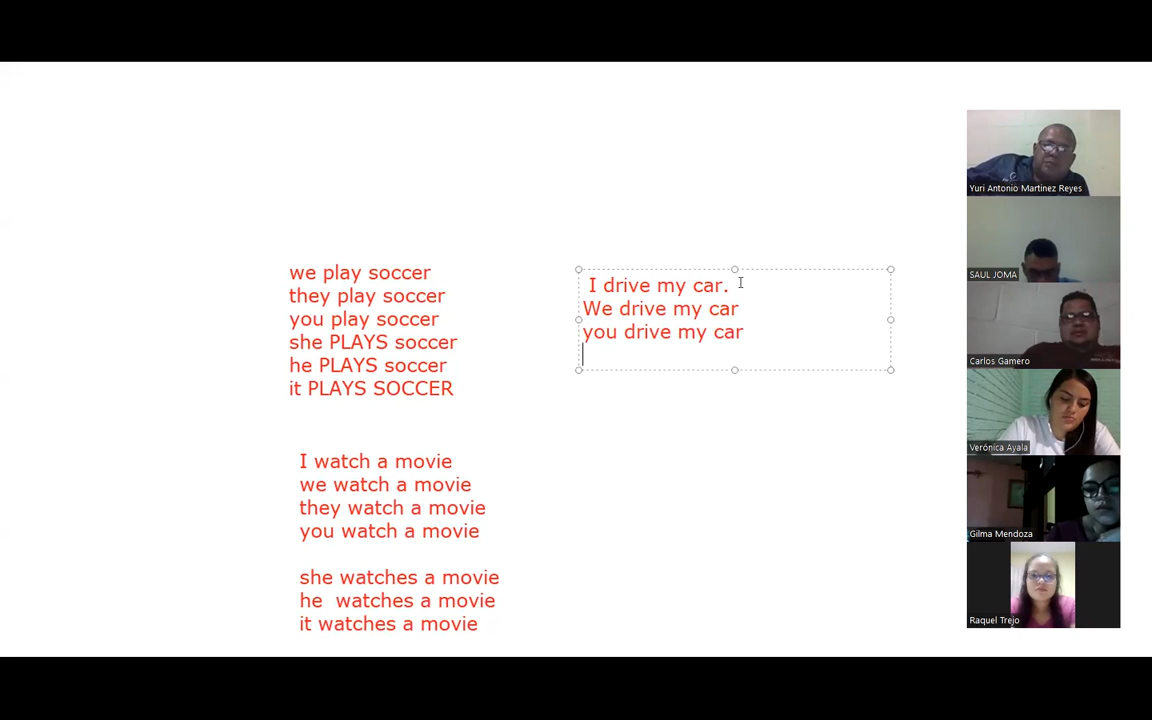 we play soccer
they play soccer
you play soccer
she PLAYS soccer
he PLAYS soccer
it PLAYS SOCCER
I watch a movie
we watch a movie
they watch a movie
you watch a movie
she watches a movie
he  watches a movie
it watches a movie
I drive my car.
We drive my car
you drive my car
Yuri Antonio Martinez Reyes
SAUL JOMA
Carlos Gamero
Verónica Ayala
Gilma Mendoza
Raquel Trejo